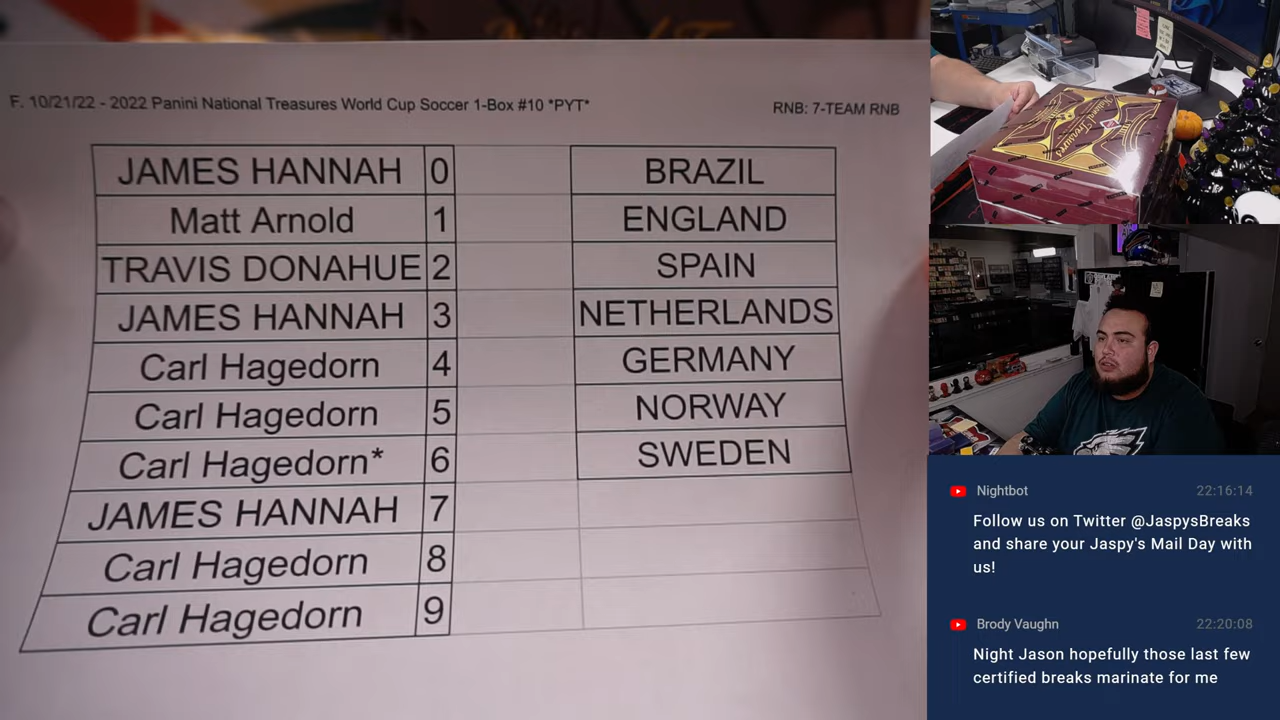 F. 10/21/22 - 2022 Panini National Treasures World Cup Soccer 1-Box #10 *PYT*
RNB: 7-TEAM RNB
JAMES HANNAH 0 BRAZIL
Matt Arnold 1 ENGLAND
TRAVIS DONAHUE 2 SPAIN
JAMES HANNAH 3 NETHERLANDS
Carl Hagedorn 4 GERMANY
Carl Hagedorn 5 NORWAY
Carl Hagedorn* 6 SWEDEN
JAMES HANNAH 7
Carl Hagedorn 8
Carl Hagedorn 9
National Treasures
Nightbot 22:16:14
Follow us on Twitter @JaspysBreaks
and share your Jaspy's Mail Day with
us!
Brody Vaughn 22:20:08
Night Jason hopefully those last few
certified breaks marinate for me